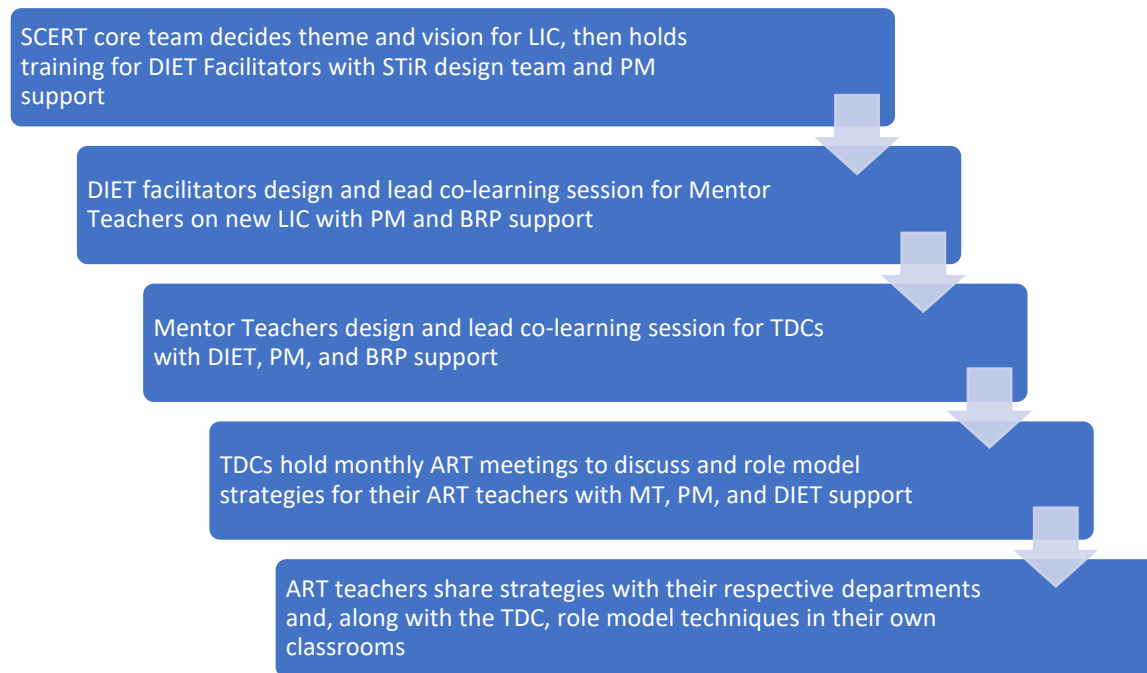 SCERT core team decides theme and vision for LIC, then holds
training for DIET Facilitators with STiR design team and PM
support
DIET facilitators design and lead co-learning session for Mentor
Teachers on new LIC with PM and BRP support
Mentor Teachers design and lead co-learning session for TDCs
with DIET, PM, and BRP support
TDCs hold monthly ART meetings to discuss and role model
strategies for their ART teachers with MT, PM, and DIET support
ART teachers share strategies with their respective departments
and, along with the TDC, role model techniques in their own
classrooms